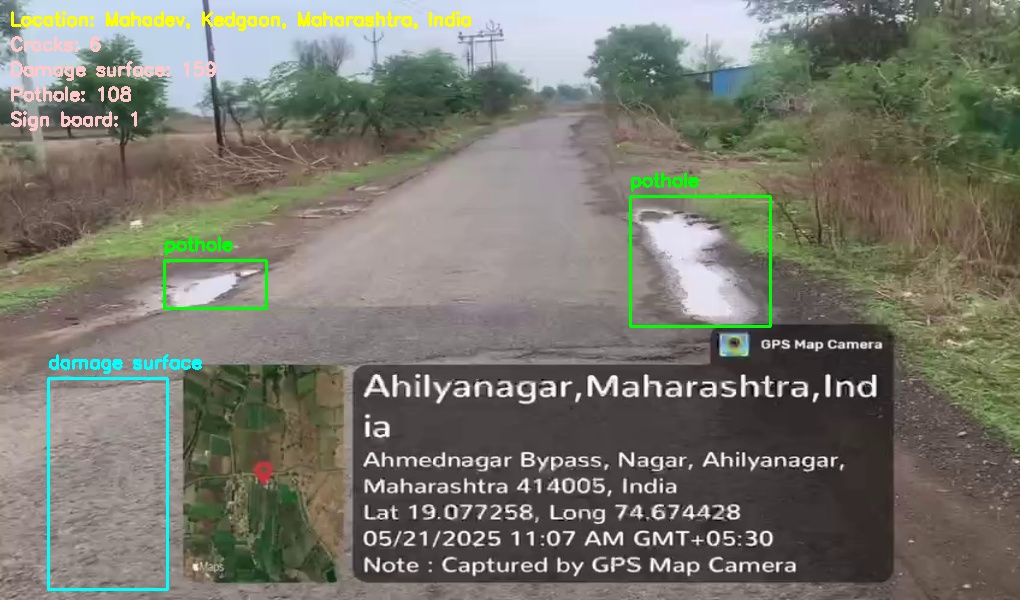 Location: Mahadev, Kedgaon, Maharashtra, India
Cracks: 6
Damage surface: 159
Pothole: 108
Sign board: 1
pothole
pothole
GPS Map Camera
damage surface
Ahilyanagar,Maharashtra,Ind
ia
Ahmednagar Bypass, Nagar, Ahilyanagar,
Maharashtra 414005, India
Lat 19.077258, Long 74.674428
05/21/2025 11:07 AM GMT+05:30
Note : Captured by GPS Map Camera
Maps